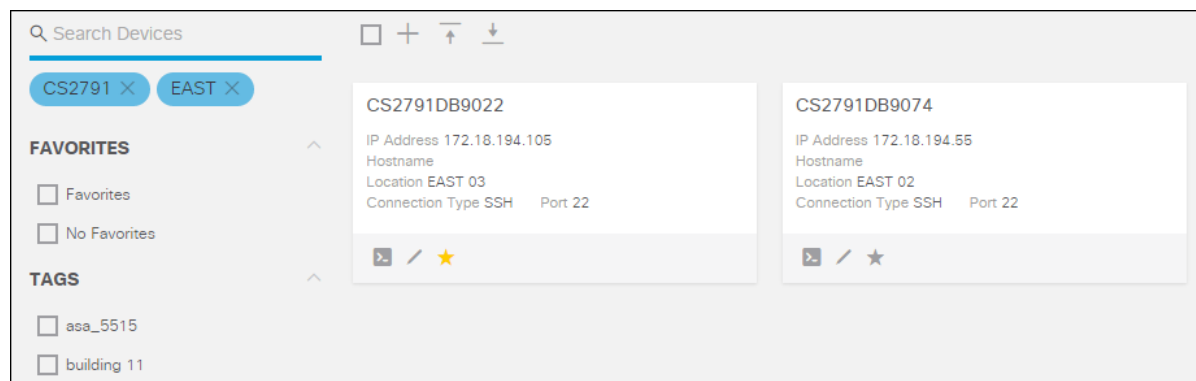 Search Devices
CS2791 EAST
FAVORITES
Favorites
No Favorites
TAGS
asa_5515
building 11
CS2791DB9022
IP Address 172.18.194.105
Hostname
Location EAST 03
Connection Type SSH Port 22
CS2791DB9074
IP Address 172.18.194.55
Hostname
Location EAST 02
Connection Type SSH Port 22